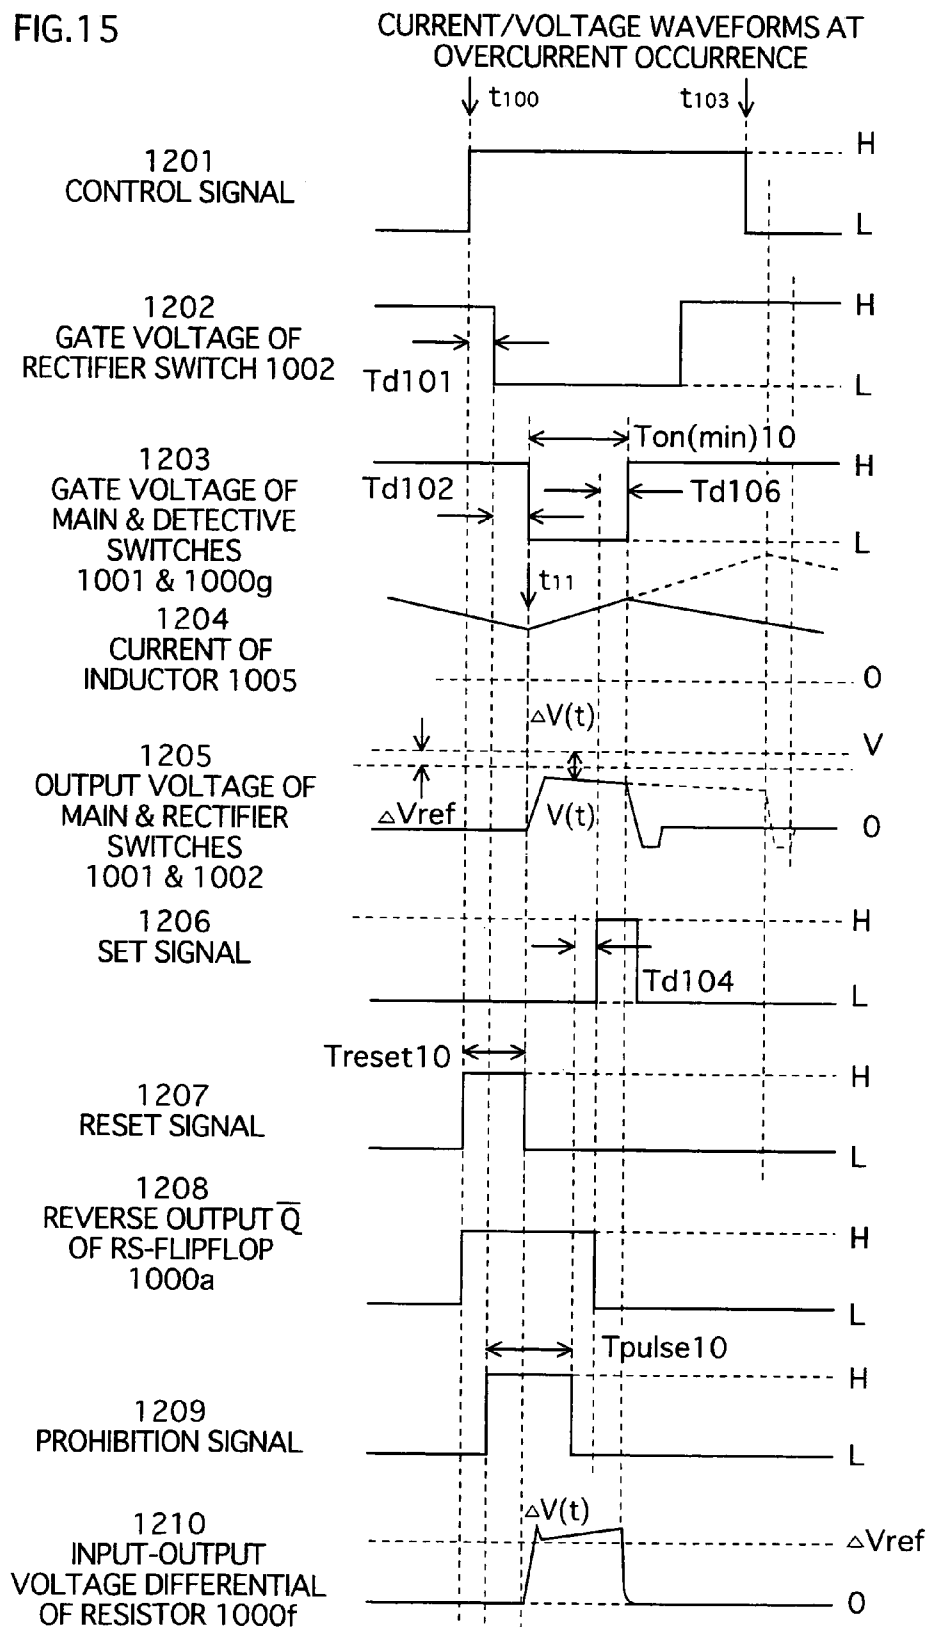 FIG.15
CURRENT/VOLTAGE WAVEFORMS AT
OVERCURRENT OCCURRENCE
t100
t103
1201
CONTROL SIGNAL
H
L
1202
GATE VOLTAGE OF
RECTIFIER SWITCH 1002
Td101
H
L
1203
GATE VOLTAGE OF
MAIN & DETECTIVE
SWITCHES
1001 & 1000g
Td102
Ton(min)10
Td106
H
L
t11
1204
CURRENT OF
INDUCTOR 1005
0
1205
OUTPUT VOLTAGE OF
MAIN & RECTIFIER
SWITCHES
1001 & 1002
△V(t)
V
△Vref
V(t)
0
1206
SET SIGNAL
H
Td104
L
Treset10
1207
RESET SIGNAL
H
L
1208
REVERSE OUTPUT Q̅
OF RS-FLIPFLOP
1000a
H
L
Tpulse10
1209
PROHIBITION SIGNAL
H
L
1210
INPUT-OUTPUT
VOLTAGE DIFFERENTIAL
OF RESISTOR 1000f
△V(t)
△Vref
0